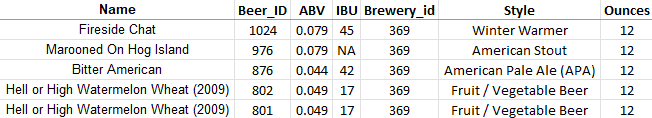 Name Beer_ID ABV IBU Brewery_id Style Ounces
Fireside Chat 1024 0.079 45 369 Winter Warmer 12
Marooned On Hog Island 976 0.079 NA 369 American Stout 12
Bitter American 876 0.044 42 369 American Pale Ale (APA) 12
Hell or High Watermelon Wheat (2009) 802 0.049 17 369 Fruit / Vegetable Beer 12
Hell or High Watermelon Wheat (2009) 801 0.049 17 369 Fruit / Vegetable Beer 12